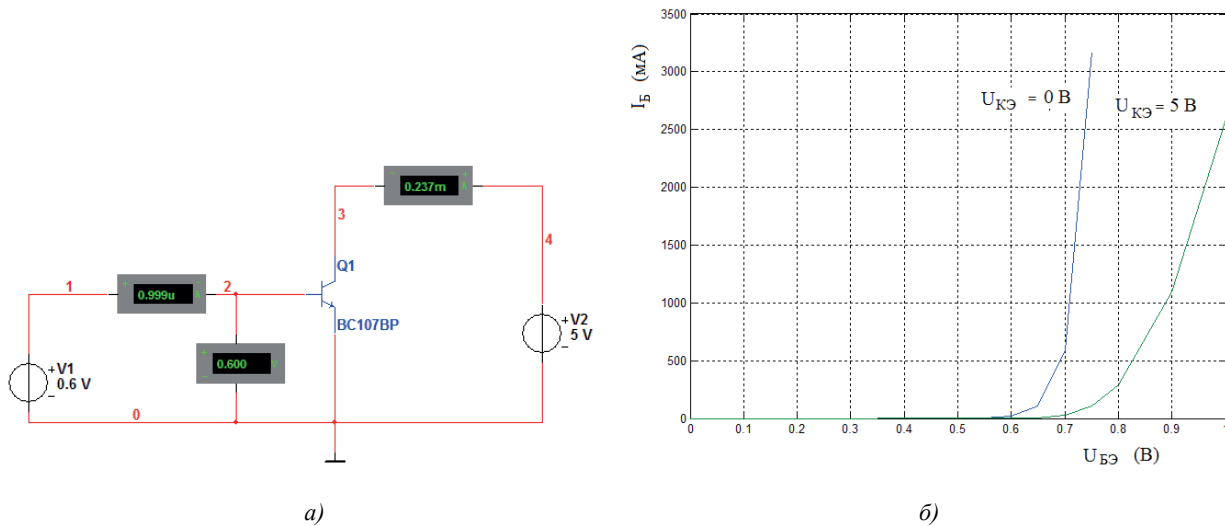 1
0.999u
A
2
0.600
V
+V1
0.6 V
0
3
Q1
BC107BP
0.237m
A
4
+V2
5 V
а)
I_Б (мА)
3500
3000
2500
2000
1500
1000
500
0
U_КЭ = 0 В
U_КЭ = 5 В
0 0.1 0.2 0.3 0.4 0.5 0.6 0.7 0.8 0.9 1
U_БЭ (В)
б)